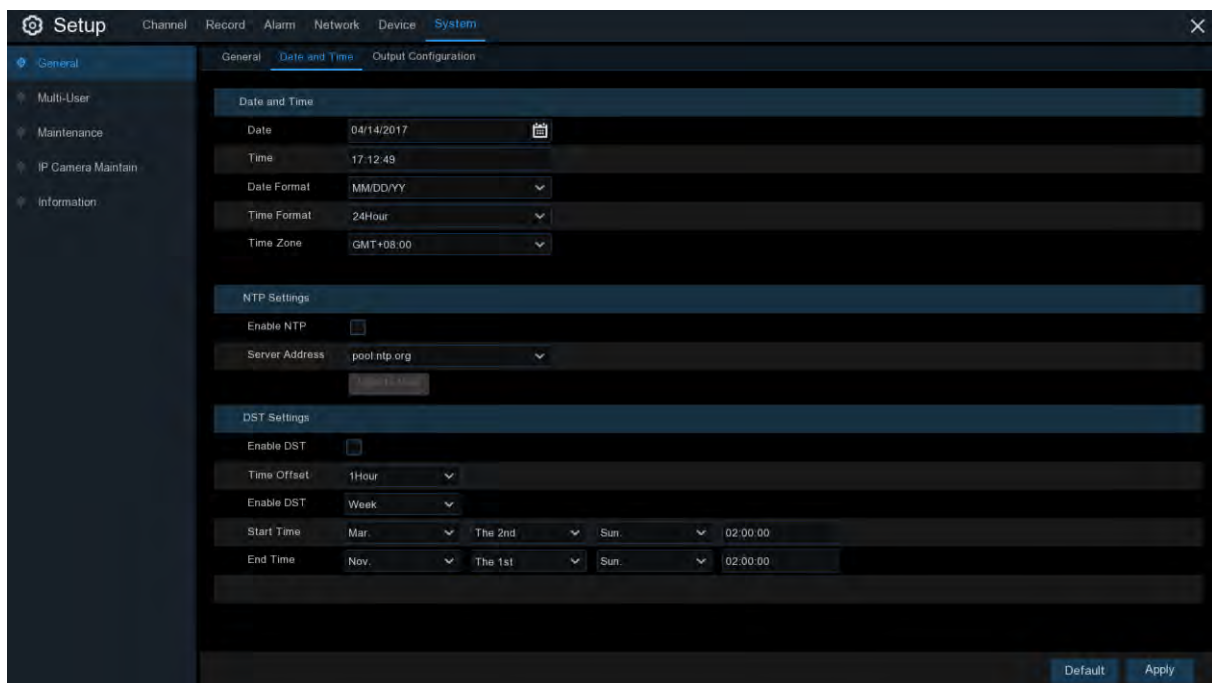 Setup Channel Record Alarm Network Device System
General Date and Time Output Configuration
General
Multi-User
Maintenance
IP Camera Maintain
Information
Date and Time
Date 04/14/2017
Time 17:12:49
Date Format MM/DD/YY
Time Format 24Hour
Time Zone GMT+08:00
NTP Settings
Enable NTP
Server Address pool.ntp.org
DST Settings
Enable DST
Time Offset 1Hour
Enable DST Week
Start Time Mar. The 2nd Sun. 02:00:00
End Time Nov. The 1st Sun. 02:00:00
Default Apply